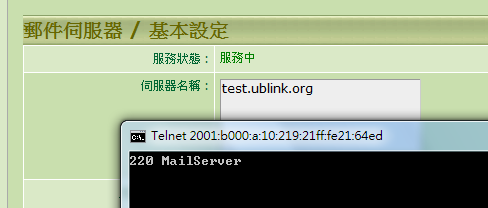 郵件伺服器 / 基本設定
服務狀態： 服務中
伺服器名稱： test.ublink.org
Telnet 2001:b000:a:10:219:21ff:fe21:64ed
220 MailServer